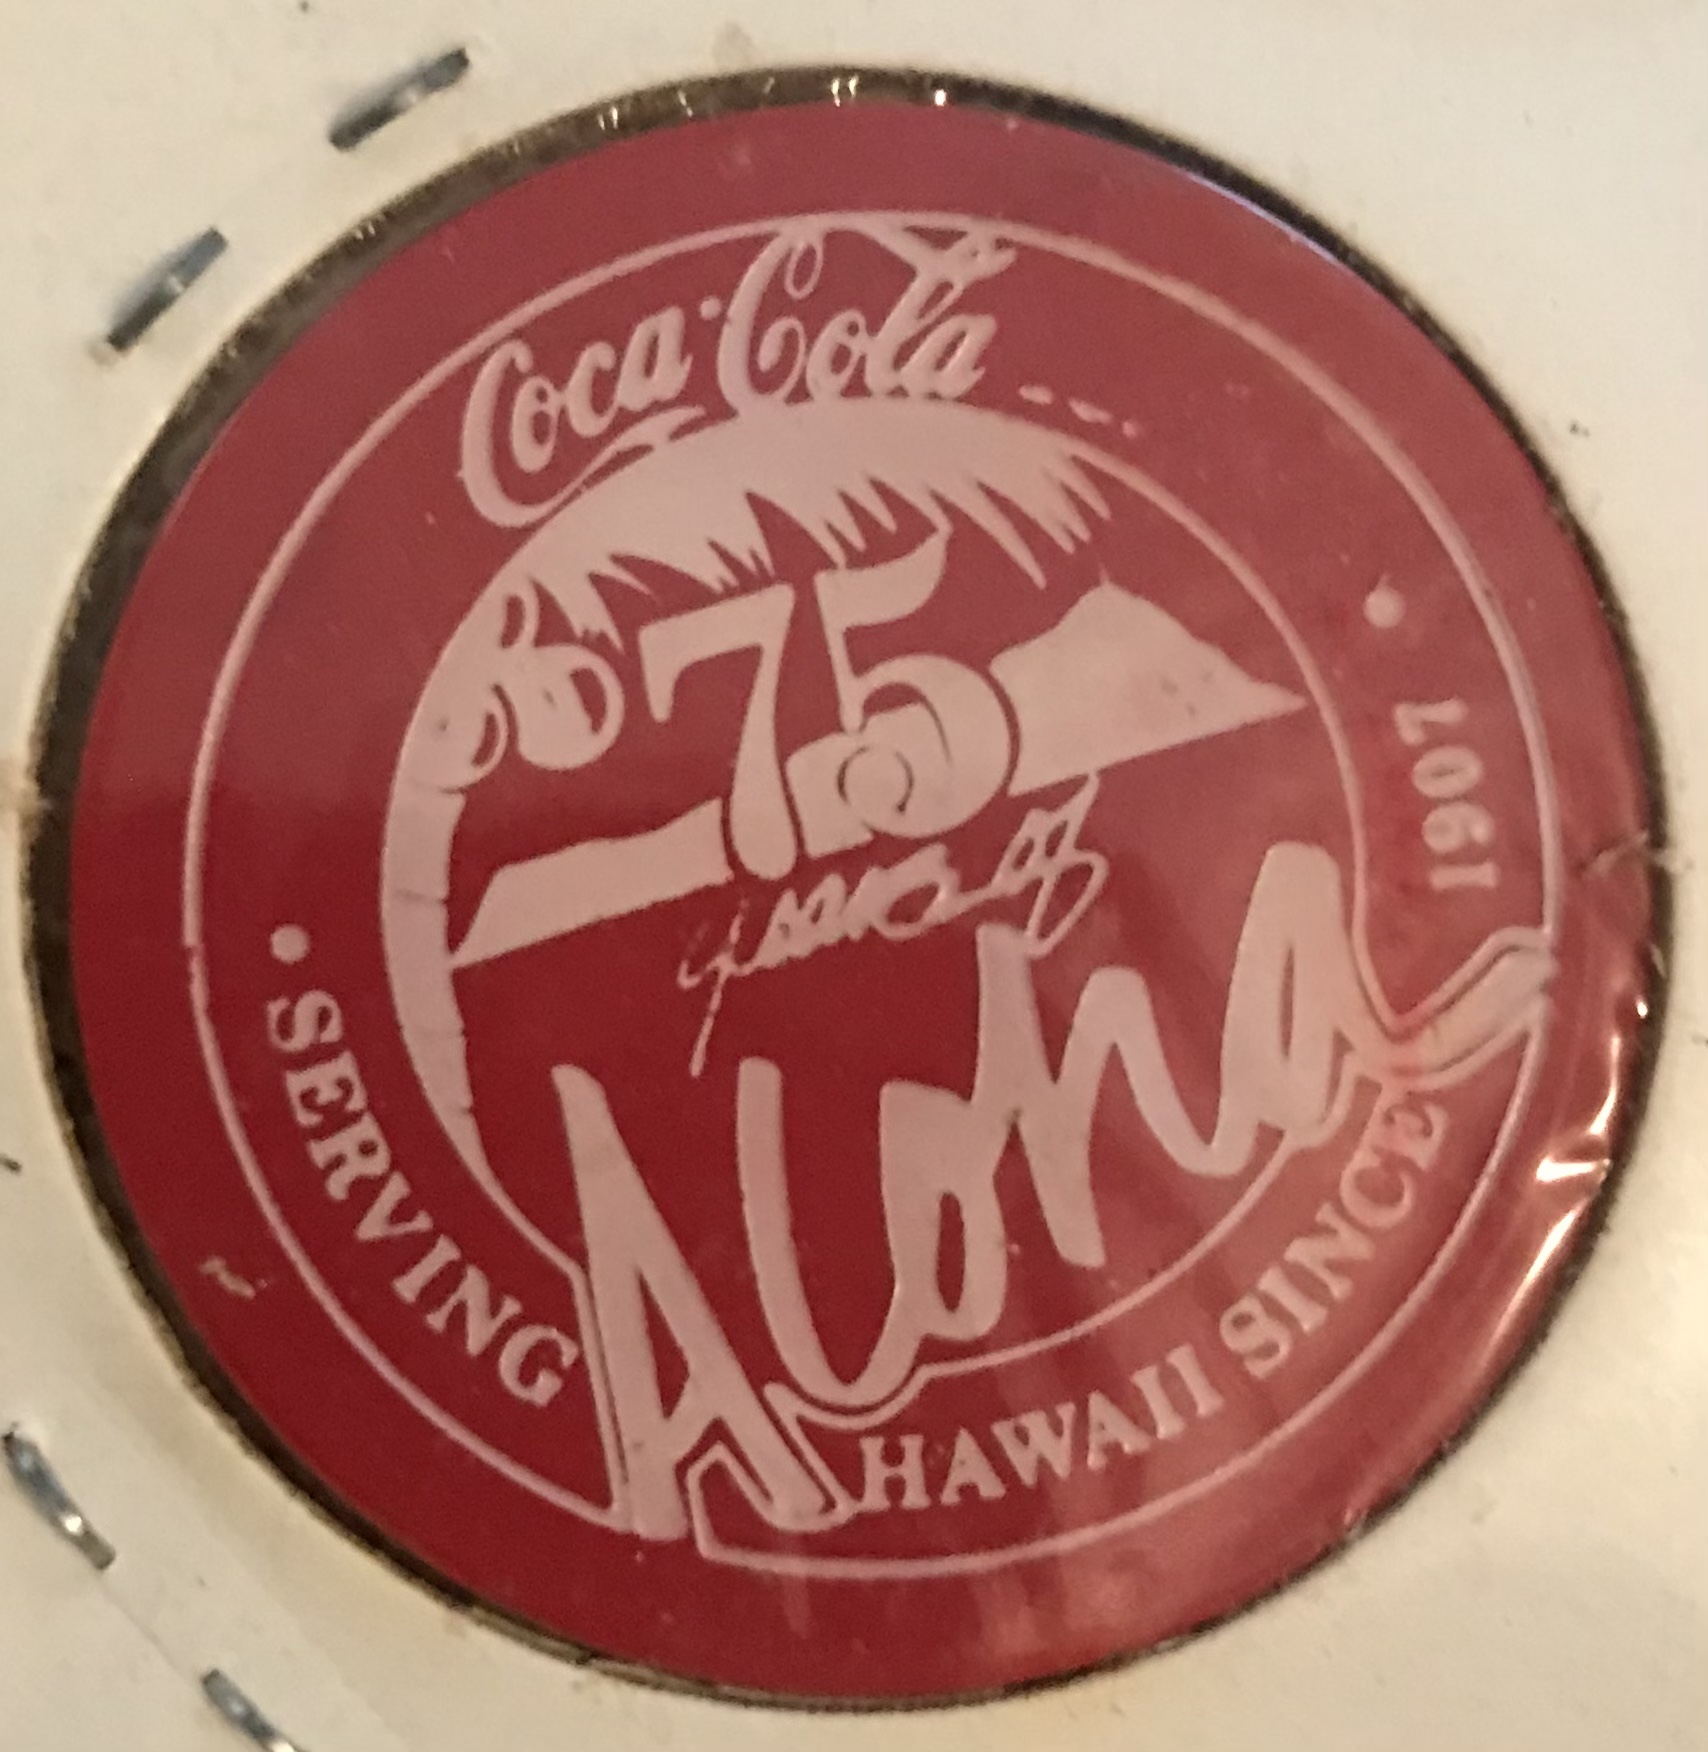 Coca-Cola
75
years of
Aloha
• SERVING HAWAII SINCE 1907 •